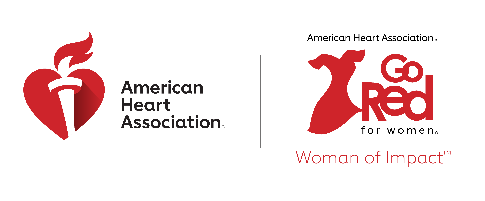 American
Heart
Association.
American Heart Association.
Go
Red
for women®
Woman of Impact™